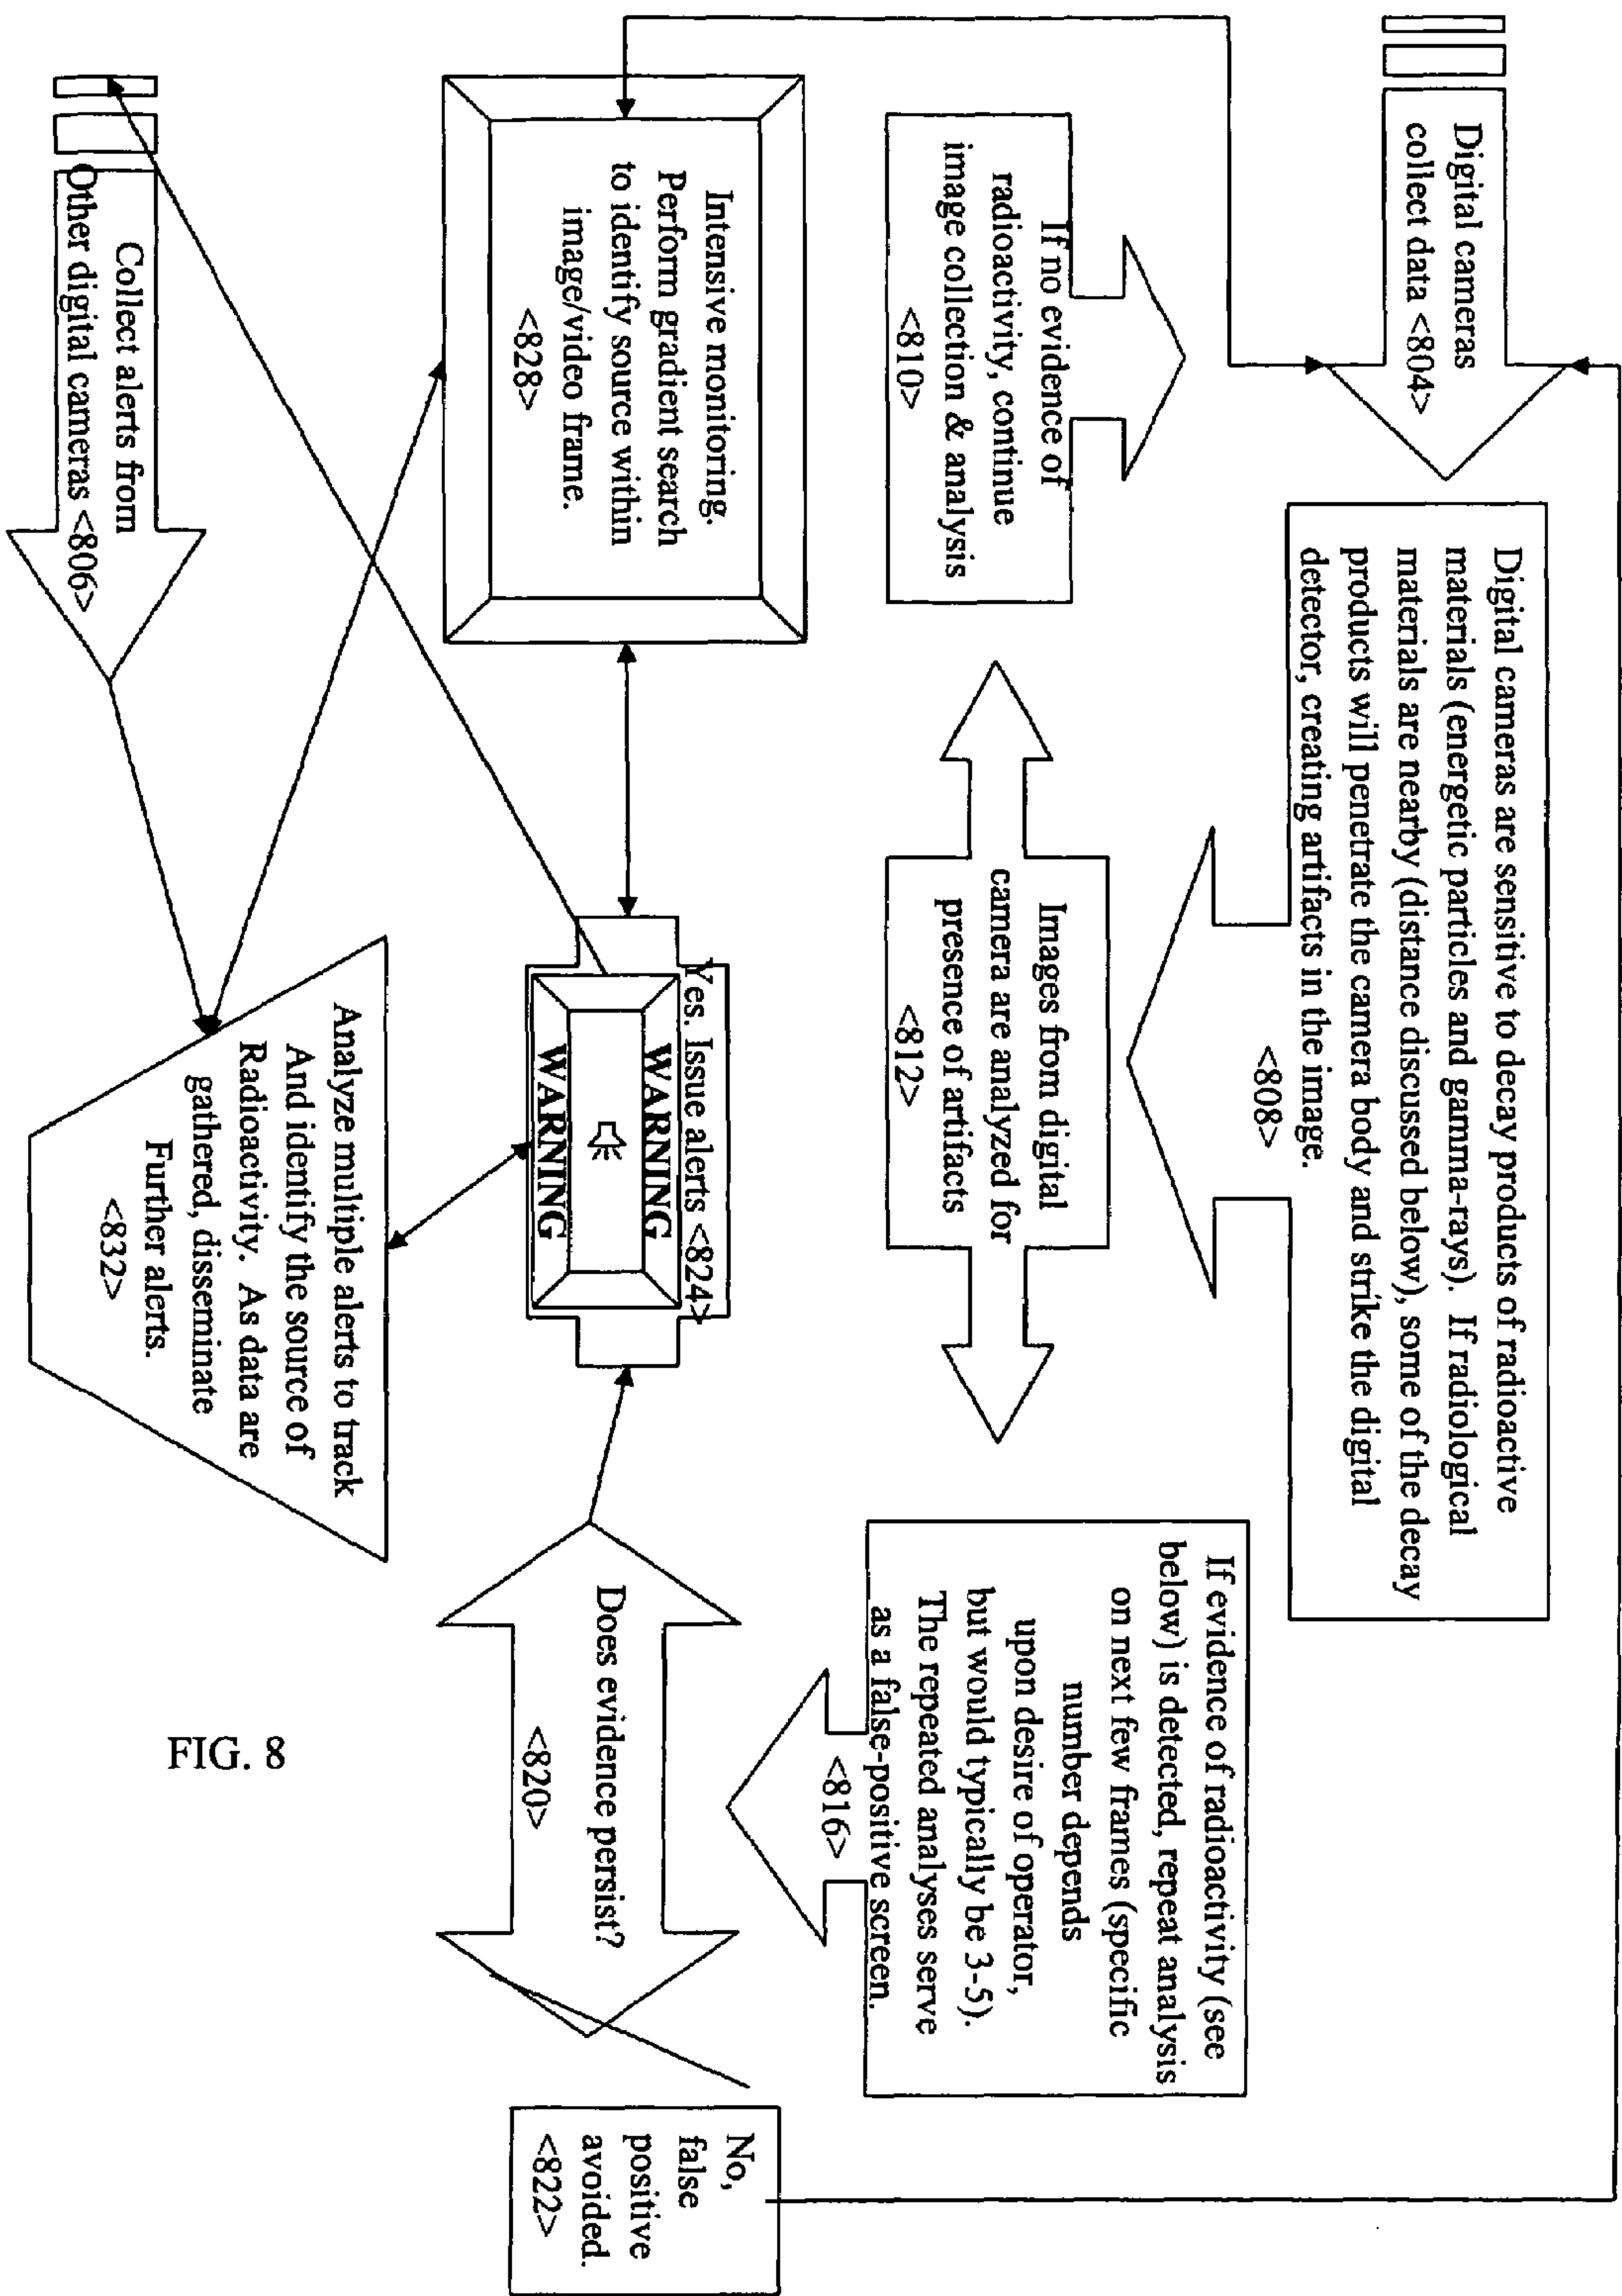 Digital cameras
collect data <804>
Digital cameras are sensitive to decay products of radioactive
materials (energetic particles and gamma-rays). If radiological
materials are nearby (distance discussed below), some of the decay
products will penetrate the camera body and strike the digital
detector, creating artifacts in the image.
<808>
If no evidence of
radioactivity, continue
image collection & analysis
<810>
Images from digital
camera are analyzed for
presence of artifacts
<812>
If evidence of radioactivity (see
below) is detected, repeat analysis
on next few frames (specific
number depends
upon desire of operator,
but would typically be 3-5).
The repeated analyses serve
as a false-positive screen.
<816>
Intensive monitoring.
Perform gradient search
to identify source within
image/video frame.
<828>
Yes. Issue alerts <824>
WARNING
WARNING
Does evidence persist?
<820>
No,
false
positive
avoided.
<822>
Collect alerts from
Other digital cameras <806>
Analyze multiple alerts to track
And identify the source of
Radioactivity. As data are
gathered, disseminate
Further alerts.
<832>
FIG. 8